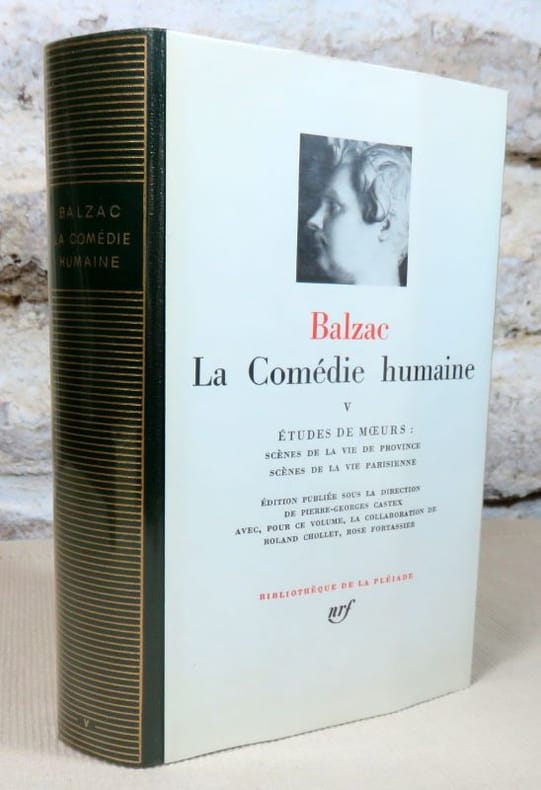 BALZAC
LA COMÉDIE
HUMAINE
V
Balzac
La Comédie humaine
V
ÉTUDES DE MŒURS :
SCÈNES DE LA VIE DE PROVINCE
SCÈNES DE LA VIE PARISIENNE
ÉDITION PUBLIÉE SOUS LA DIRECTION
DE PIERRE-GEORGES CASTEX
AVEC, POUR CE VOLUME, LA COLLABORATION DE
ROLAND CHOLLET, ROSE FORTASSIER
BIBLIOTHÈQUE DE LA PLÉIADE
nrf